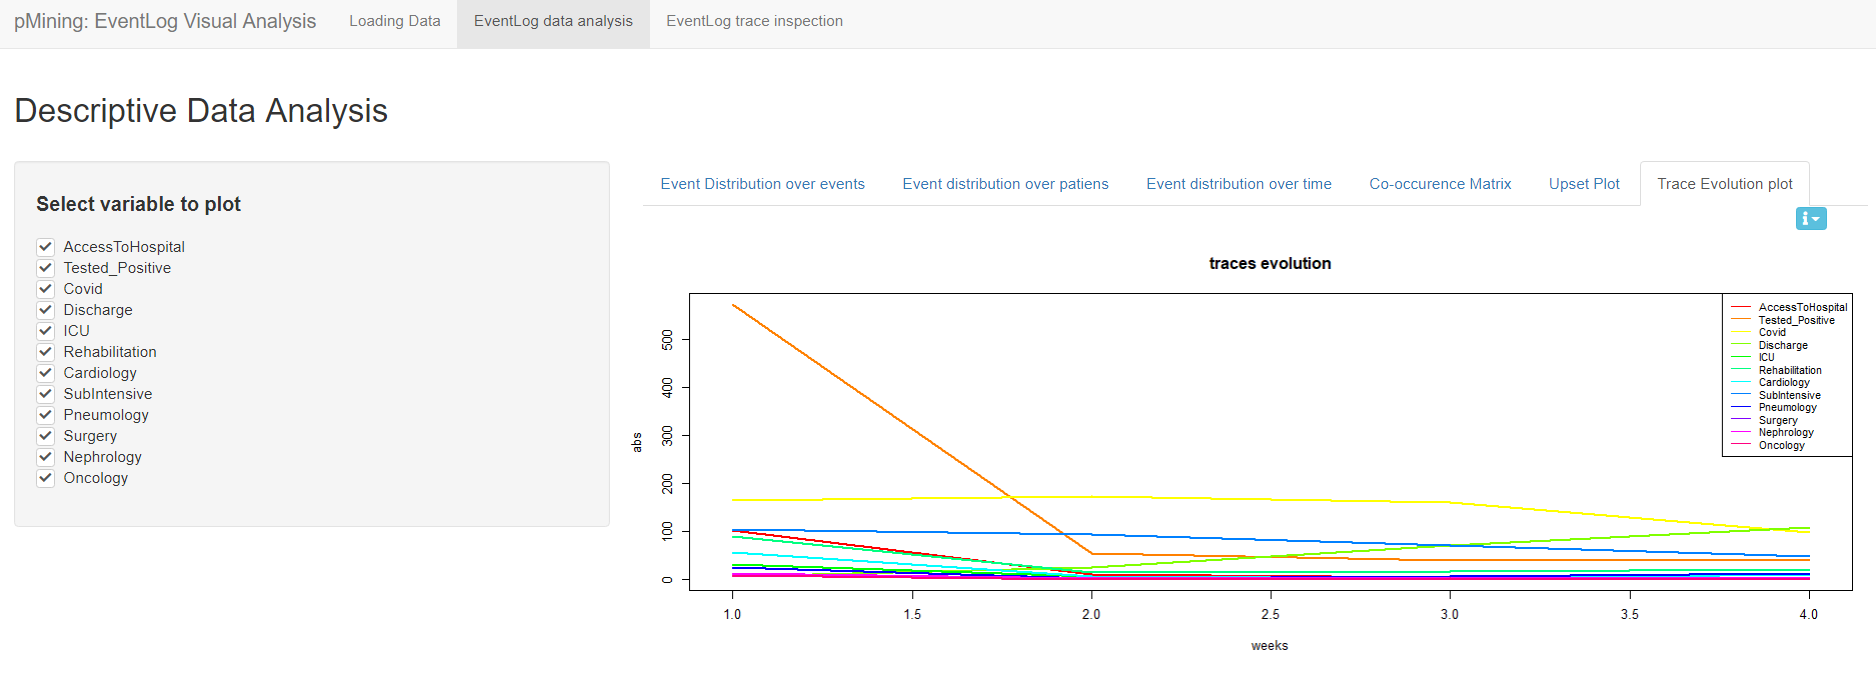 pMining: EventLog Visual Analysis Loading Data EventLog data analysis EventLog trace inspection
Descriptive Data Analysis
Select variable to plot
AccessToHospital
Tested_Positive
Covid
Discharge
ICU
Rehabilitation
Cardiology
SubIntensive
Pneumology
Surgery
Nephrology
Oncology
Event Distribution over events Event distribution over patiens Event distribution over time Co-occurence Matrix Upset Plot Trace Evolution plot
traces evolution
AccessToHospital
Tested_Positive
Covid
Discharge
ICU
Rehabilitation
Cardiology
SubIntensive
Pneumology
Surgery
Nephrology
Oncology
abs
500
400
300
200
100
0
1.0 1.5 2.0 2.5 3.0 3.5 4.0
weeks